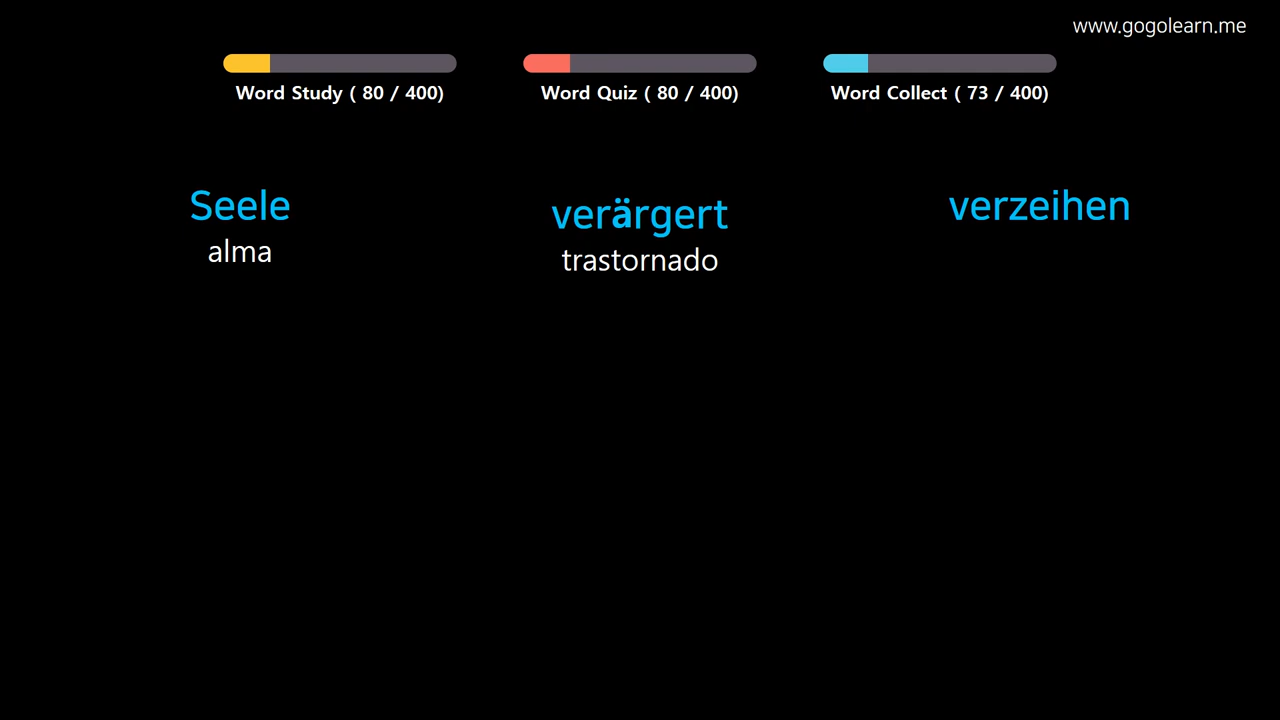 www.gogolearn.me
Word Study ( 80 / 400)
Word Quiz ( 80 / 400)
Word Collect ( 73 / 400)
Seele
alma
verärgert
trastornado
verzeihen